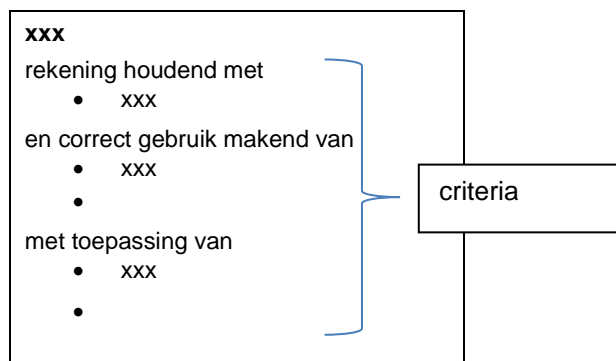 xxx
rekening houdend met
• xxx
en correct gebruik makend van
• xxx
•
met toepassing van
• xxx
•
criteria